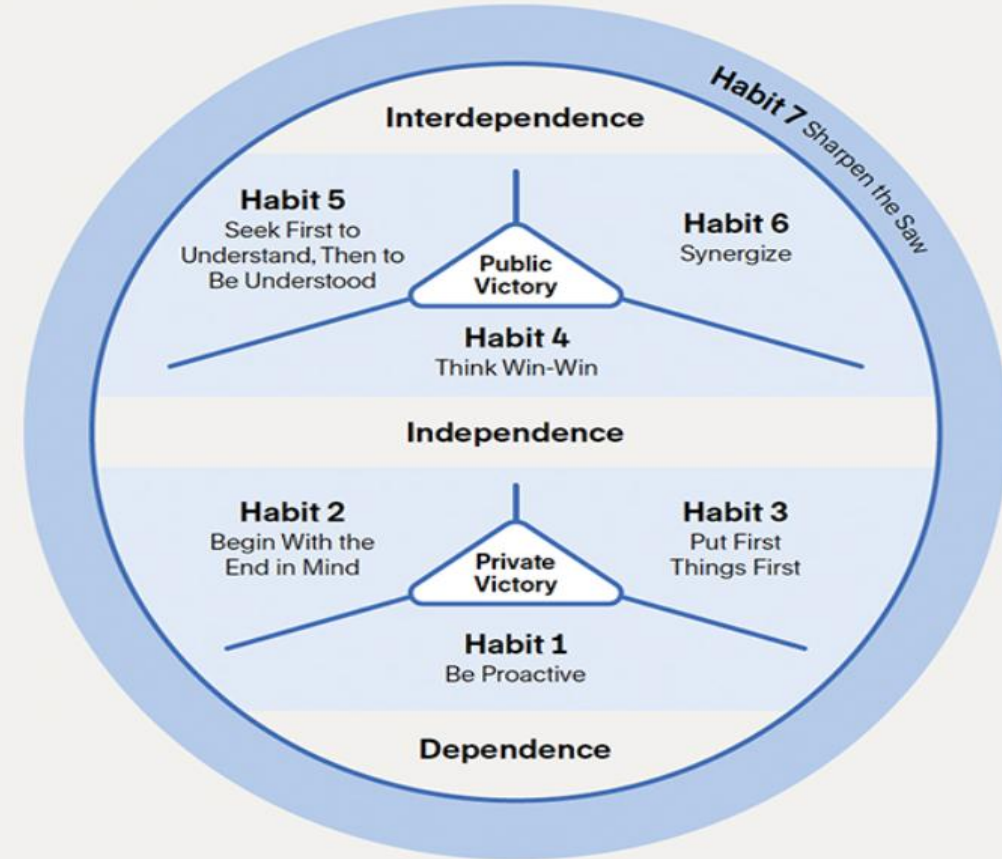 Habit 7 Sharpen the Saw
Interdependence
Habit 5
Seek First to
Understand, Then to
Be Understood
Habit 6
Synergize
Public
Victory
Habit 4
Think Win-Win
Independence
Habit 2
Begin With the
End in Mind
Habit 3
Put First
Things First
Private
Victory
Habit 1
Be Proactive
Dependence